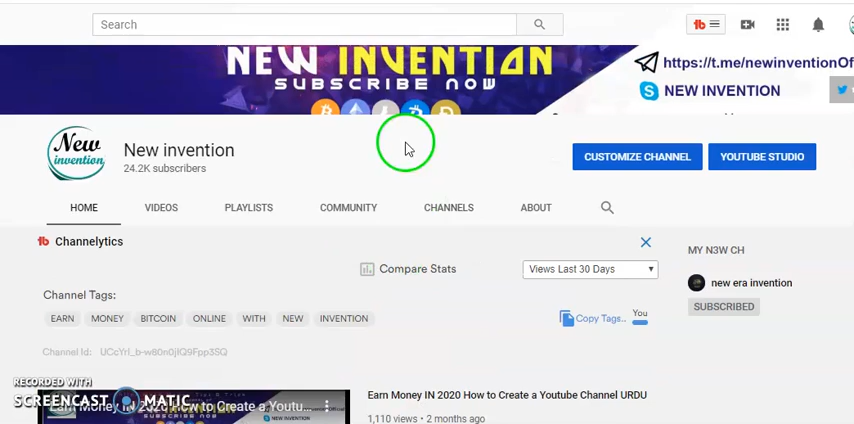 Search
NEW INVENTION
SUBSCRIBE NOW
https://t.me/newinventionOf
NEW INVENTION
New
invention
New invention
24.2K subscribers
CUSTOMIZE CHANNEL
YOUTUBE STUDIO
HOME
VIDEOS
PLAYLISTS
COMMUNITY
CHANNELS
ABOUT
tb Channelytics
MY N3W CH
Compare Stats
Views Last 30 Days
new era invention
SUBSCRIBED
Channel Tags:
EARN MONEY BITCOIN ONLINE WITH NEW INVENTION
Copy Tags..
You
Channel Id:
RECORDED WITH
SCREENCAST MATIC
Earn Money IN 2020 How to Create a Youtu...
Earn Money IN 2020 How to Create a Youtube Channel URDU
1,110 views • 2 months ago